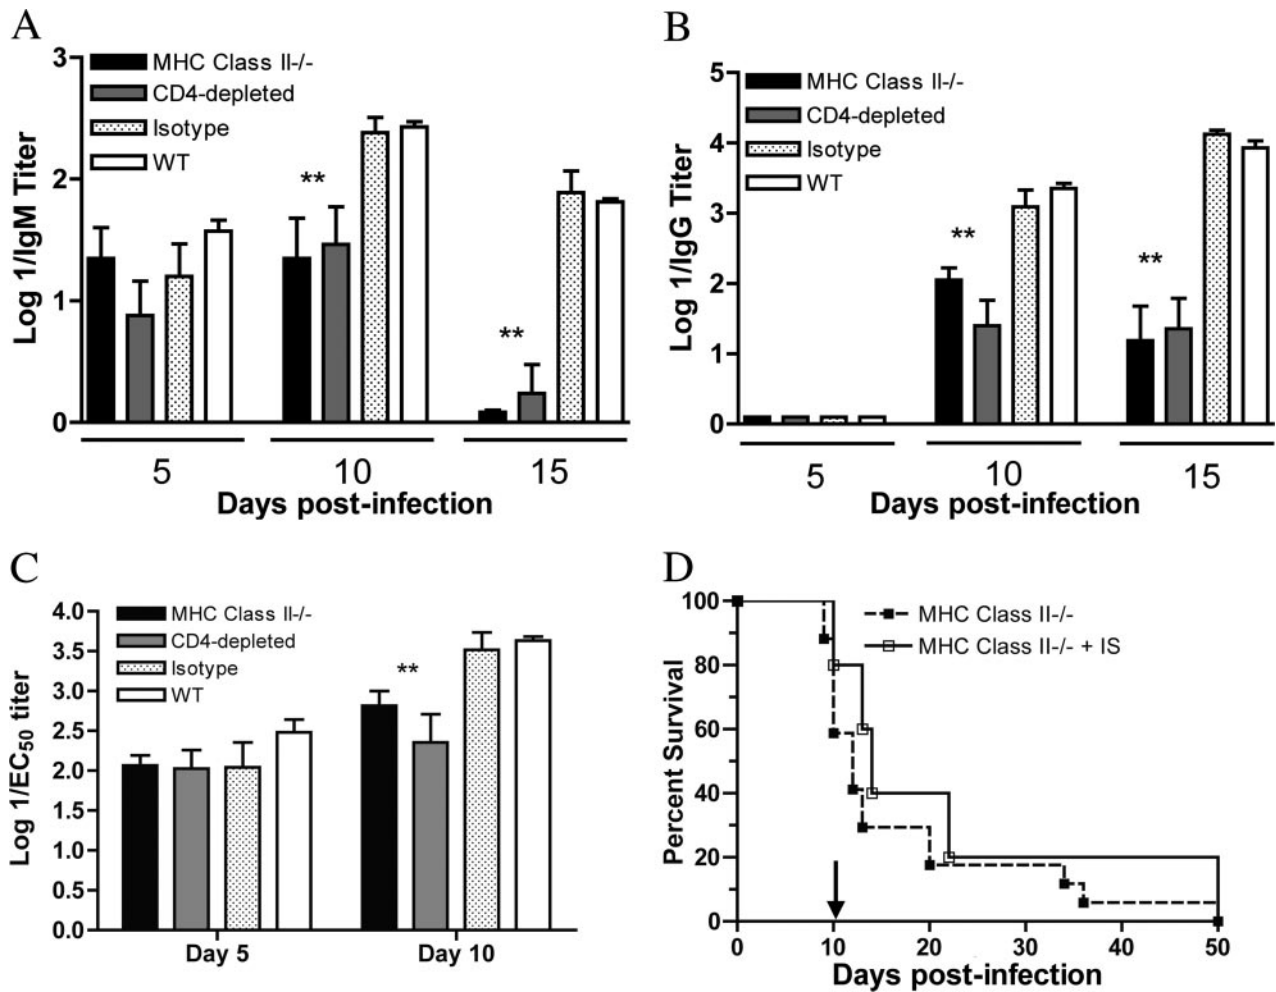 A
3
2
1
0
Log 1/IgM Titer
MHC Class II-/-
CD4-depleted
Isotype
WT
**
**
5
10
15
Days post-infection
B
5
4
3
2
1
0
Log 1/IgG Titer
MHC Class II-/-
CD4-depleted
Isotype
WT
**
**
5
10
15
Days post-infection
C
4.0
3.5
3.0
2.5
2.0
1.5
1.0
0.5
0.0
Log 1/EC50 titer
MHC Class II-/-
CD4-depleted
Isotype
WT
**
Day 5
Day 10
D
100
80
60
40
20
0
Percent Survival
MHC Class II-/-
MHC Class II-/- + IS
0
10
20
30
40
50
Days post-infection